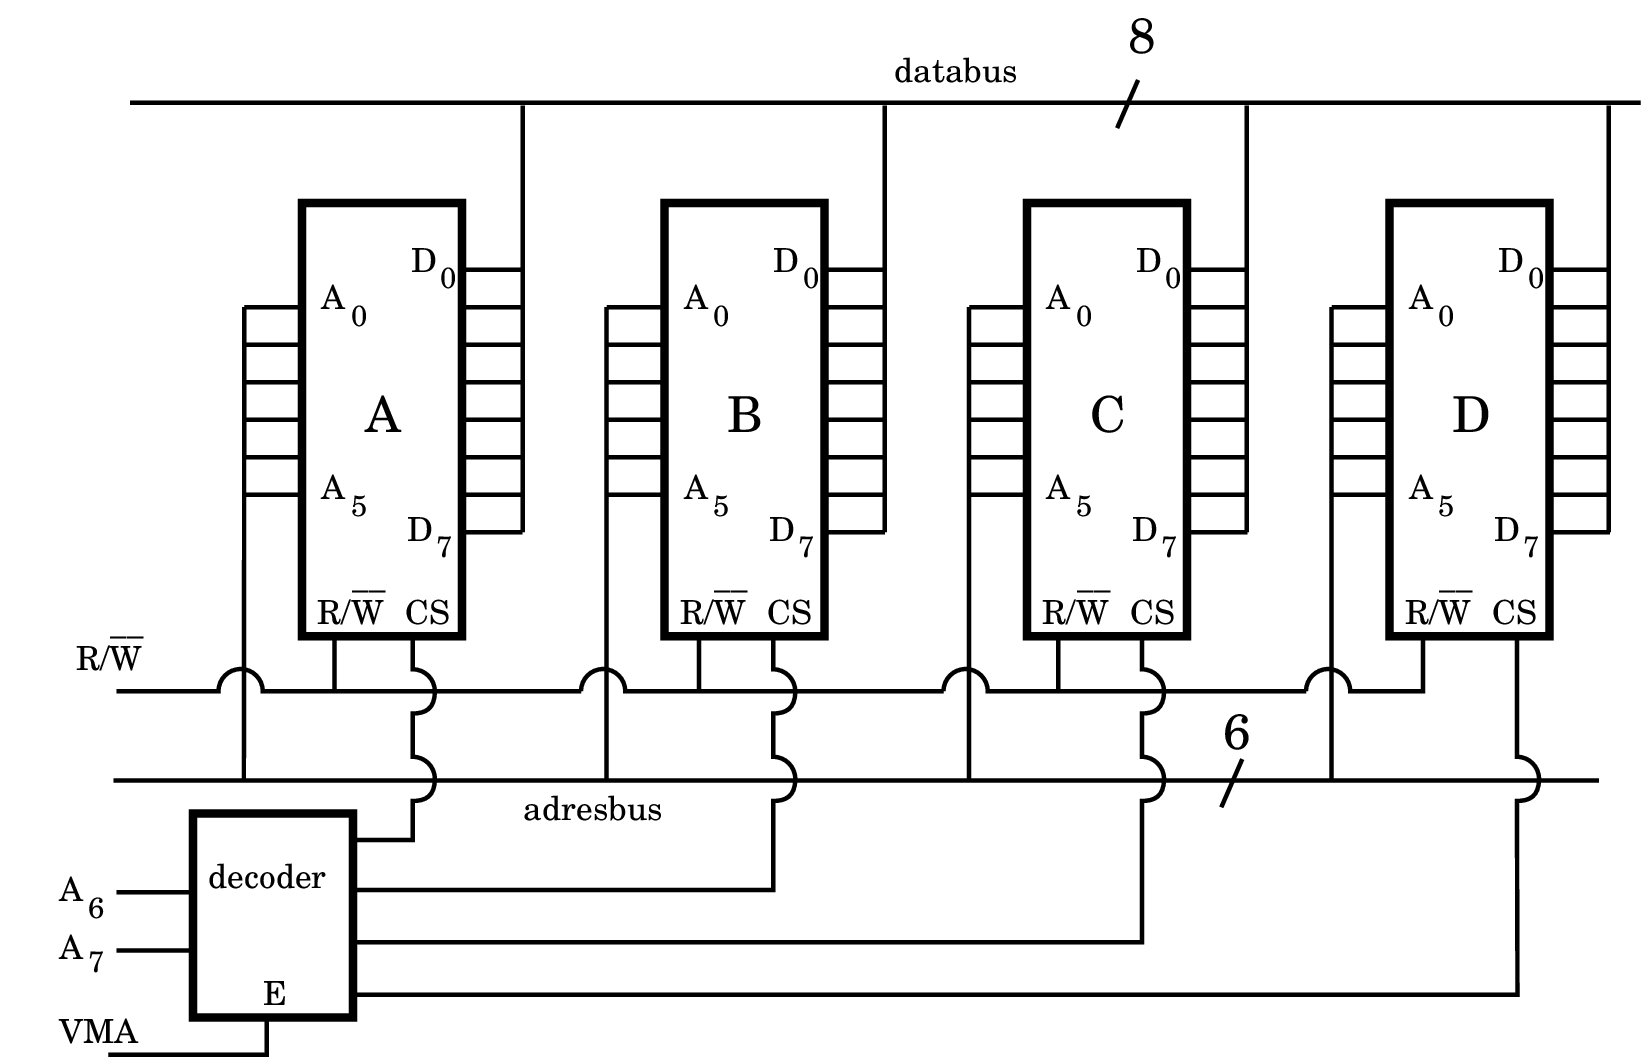 8
databus
D₀ D₀ D₀ D₀
A₀ A₀ A₀ A₀
A B C D
A₅ A₅ A₅ A₅
D₇ D₇ D₇ D₇
R/W̅ CS R/W̅ CS R/W̅ CS R/W̅ CS
R/W̅
6
adresbus
decoder
A₆
A₇
E
VMA